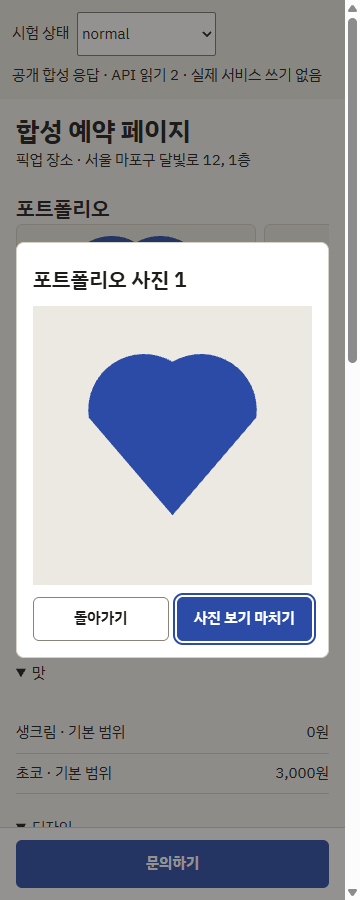 시험 상태 normal
공개 합성 응답 · API 읽기 2 · 실제 서비스 쓰기 없음
합성 예약 페이지
픽업 장소 · 서울 마포구 달빛로 12, 1층
포트폴리오
포트폴리오 사진 1
돌아가기 사진 보기 마치기
▼ 맛
생크림 · 기본 범위 0원
초코 · 기본 범위 3,000원
▼ 디자인
문의하기